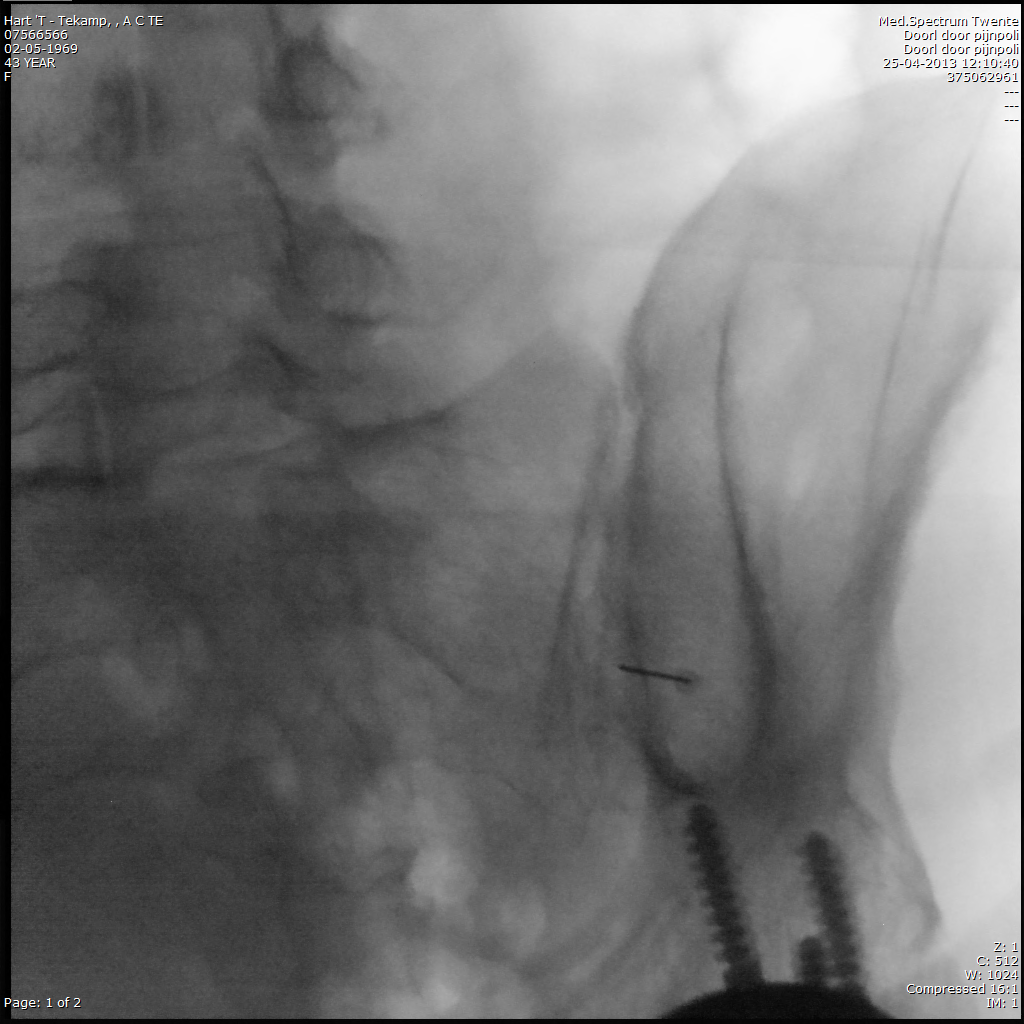 Hart 'T - Tekamp, , A C TE
07566566
02-05-1969
43 YEAR
F
Med.Spectrum Twente
Doorl door pijnpoli
Doorl door pijnpoli
25-04-2013 12:10:40
375062961
---
---
---
Z: 1
C: 512
W: 1024
Compressed 16:1
IM: 1
Page: 1 of 2